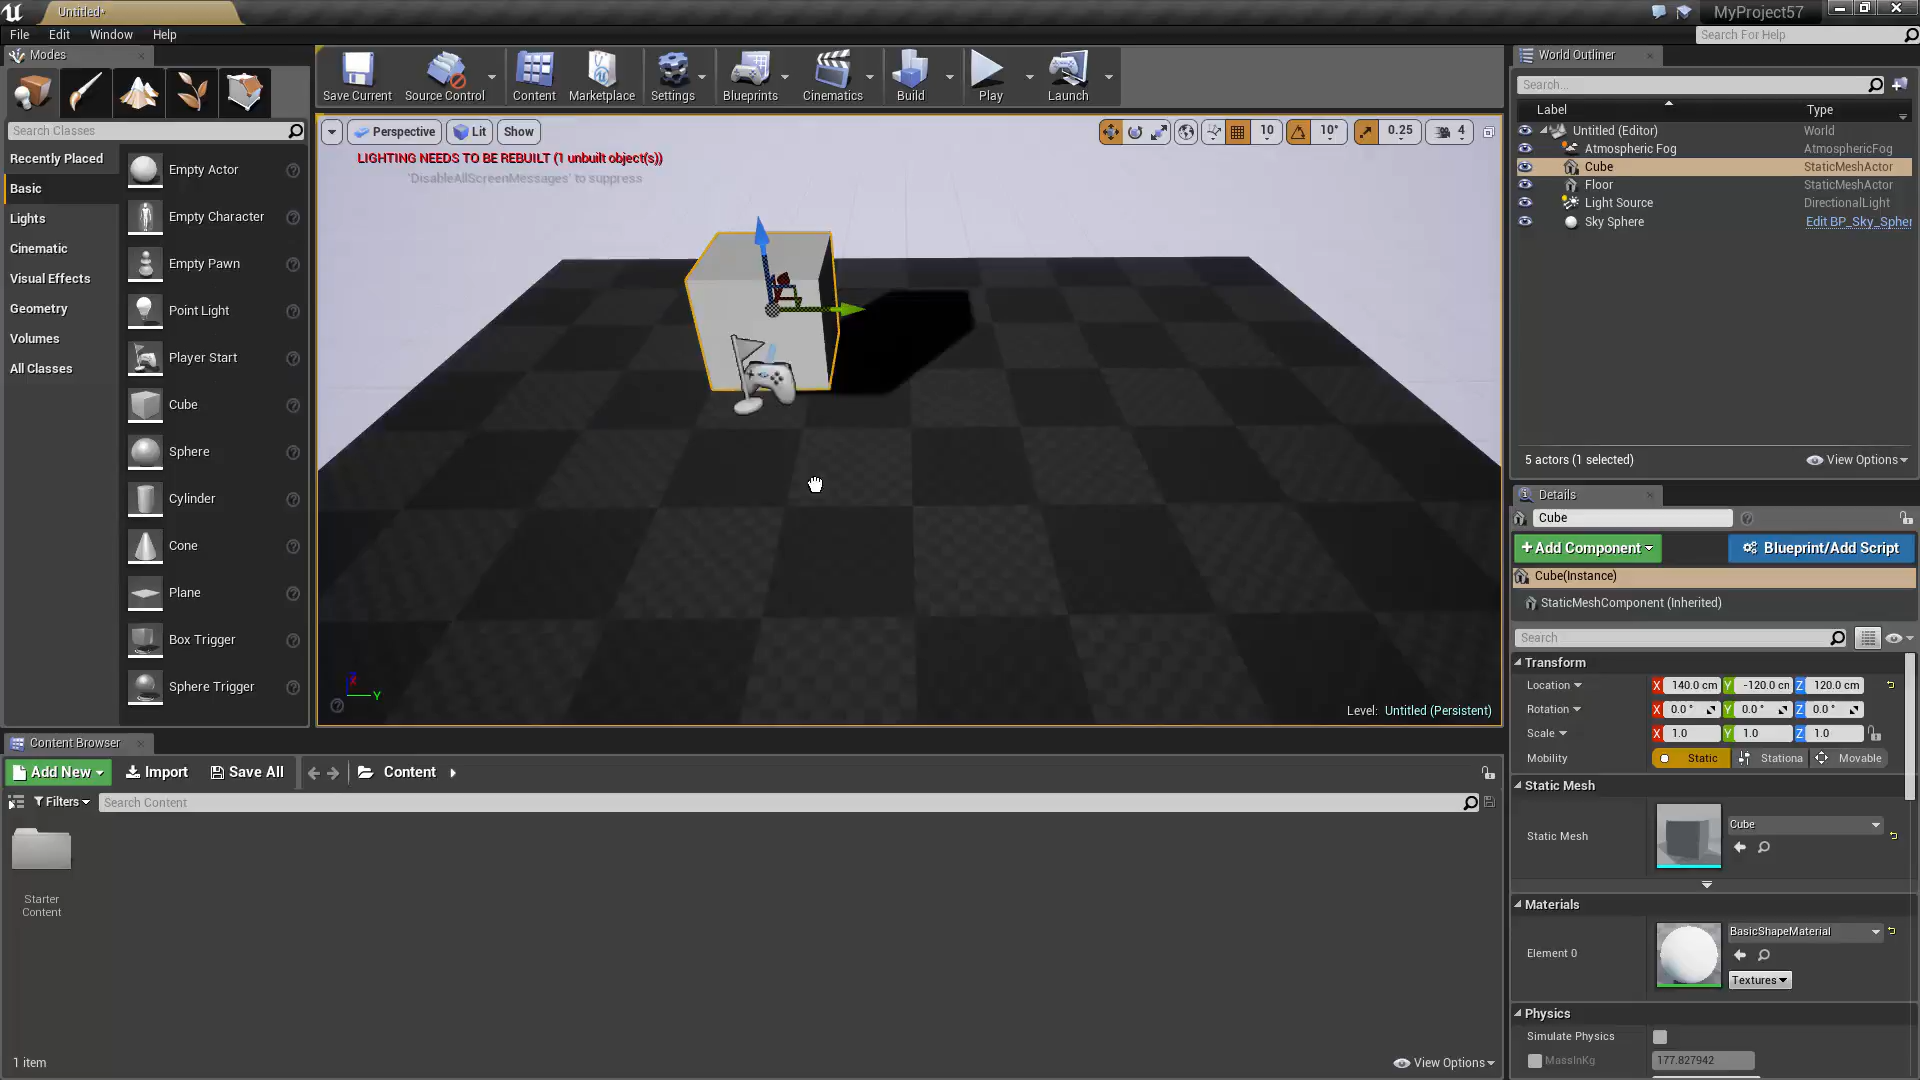 Untitled*
MyProject57
File Edit Window Help
Search For Help
Modes
Save Current Source Control Content Marketplace Settings Blueprints Cinematics Build Play Launch
World Outliner
Search...
Label Type
Untitled (Editor) World
Atmospheric Fog AtmosphericFog
Cube StaticMeshActor
Floor StaticMeshActor
Light Source DirectionalLight
Sky Sphere Edit BP_Sky_Spher
5 actors (1 selected) View Options
Search Classes
Recently Placed
Basic
Lights
Cinematic
Visual Effects
Geometry
Volumes
All Classes
Empty Actor
Empty Character
Empty Pawn
Point Light
Player Start
Cube
Sphere
Cylinder
Cone
Plane
Box Trigger
Sphere Trigger
Perspective Lit Show 10 10° 0.25 4
LIGHTING NEEDS TO BE REBUILT (1 unbuilt object(s))
'DisableAllScreenMessages' to suppress
X
Y
Level: Untitled (Persistent)
Details
Cube
+Add Component Blueprint/Add Script
Cube(Instance)
StaticMeshComponent (Inherited)
Search
Transform
Location X 140.0 cm Y -120.0 cm Z 120.0 cm
Rotation X 0.0 ° Y 0.0 ° Z 0.0 °
Scale X 1.0 Y 1.0 Z 1.0
Mobility Static Stationa Movable
Static Mesh
Static Mesh Cube
Materials
Element 0 BasicShapeMaterial
Textures
Physics
Simulate Physics
MassInKg 177.827942
Content Browser
Add New Import Save All Content
Filters Search Content
Starter
Content
1 item View Options